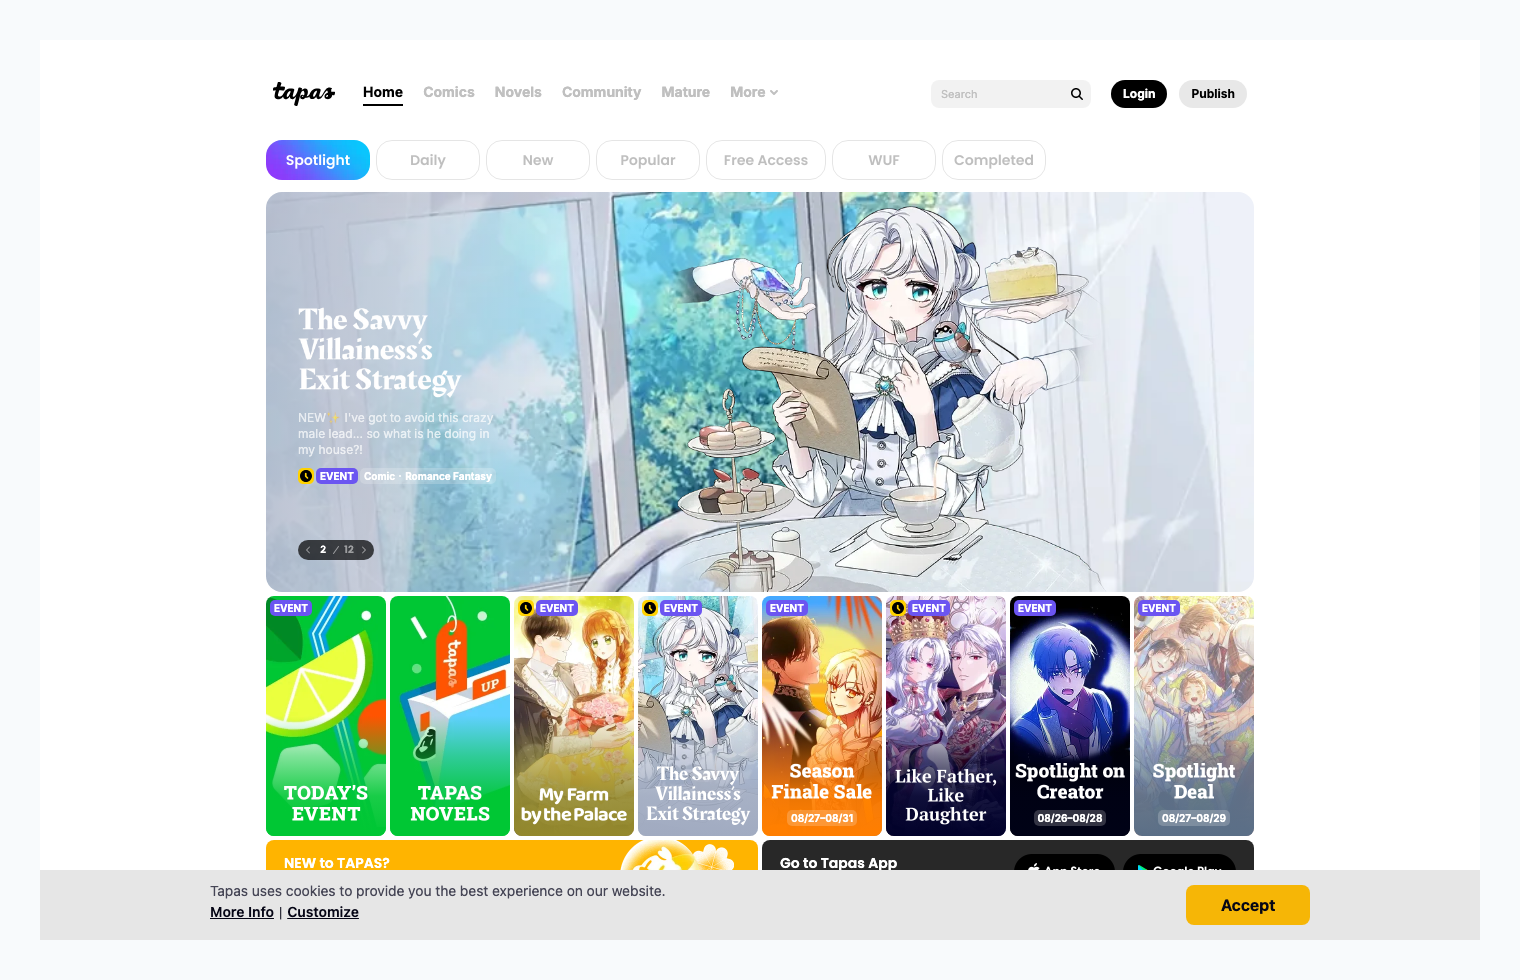 tapas
Home
Comics
Novels
Community
Mature
More
Search
Login
Publish
Spotlight
Daily
New
Popular
Free Access
WUF
Completed
The Savvy
Villainess's
Exit Strategy
NEW I've got to avoid this crazy
male lead... so what is he doing in
my house?!
EVENT Comic · Romance Fantasy
2 / 12
EVENT
TODAY'S
EVENT
tapas
UP
TAPAS
NOVELS
EVENT
My Farm
by the Palace
EVENT
The Savvy
Villainess's
Exit Strategy
EVENT
Season
Finale Sale
08/27-08/31
EVENT
Like Father,
Like
Daughter
EVENT
Spotlight on
Creator
08/26-08/28
EVENT
Spotlight
Deal
08/27-08/29
NEW to TAPAS?
Go to Tapas App
App Store
Google Play
Tapas uses cookies to provide you the best experience on our website.
More Info | Customize
Accept